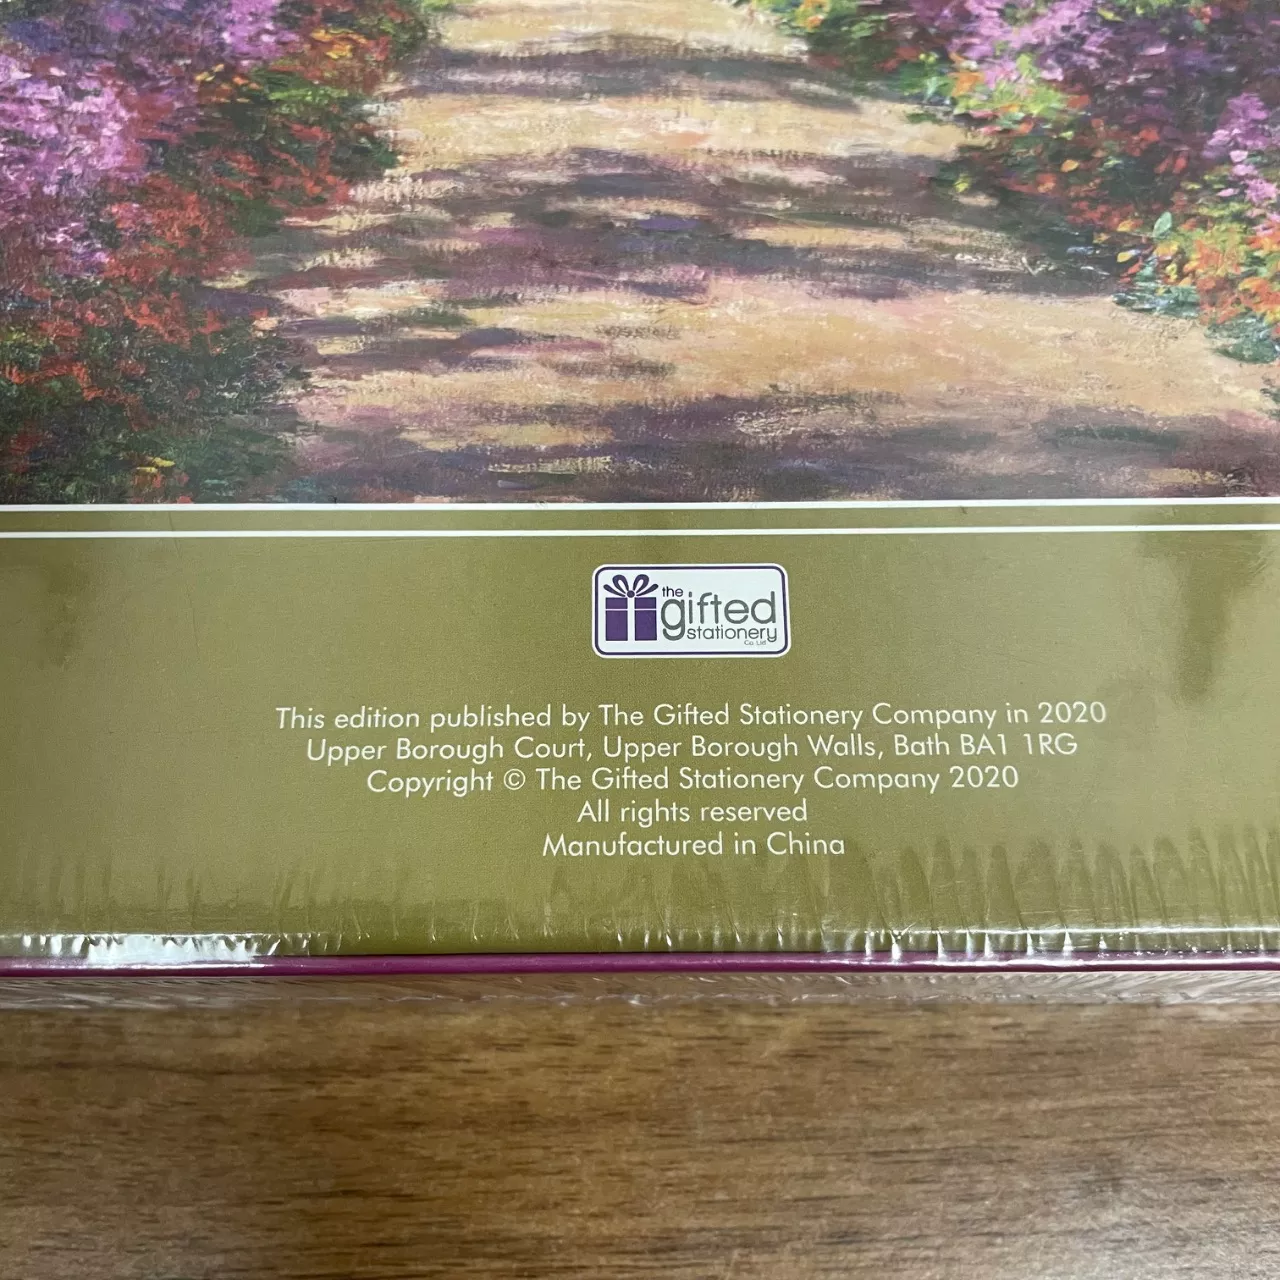 the
gifted
stationery
Co Ltd
This edition published by The Gifted Stationery Company in 2020
Upper Borough Court, Upper Borough Walls, Bath BA1 1RG
Copyright © The Gifted Stationery Company 2020
All rights reserved
Manufactured in China